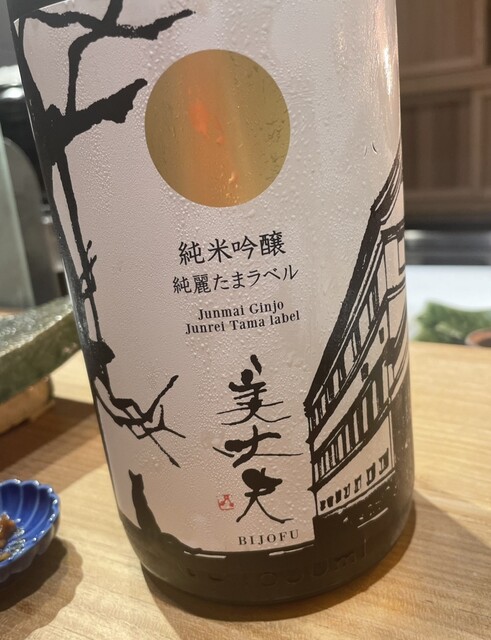 純米吟醸
純麗たまラベル
Junmai Ginjo
Junrei Tama label
美丈夫
BIJOFU